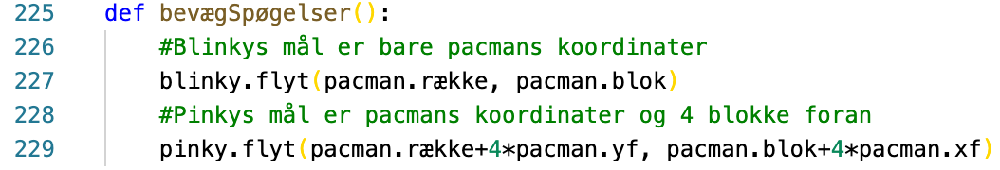 225 def bevægSpøgelser():
226 #Blinkys mål er bare pacmans koordinater
227 blinky.flyt(pacman.række, pacman.blok)
228 #Pinkys mål er pacmans koordinater og 4 blokke foran
229 pinky.flyt(pacman.række+4*pacman.yf, pacman.blok+4*pacman.xf)